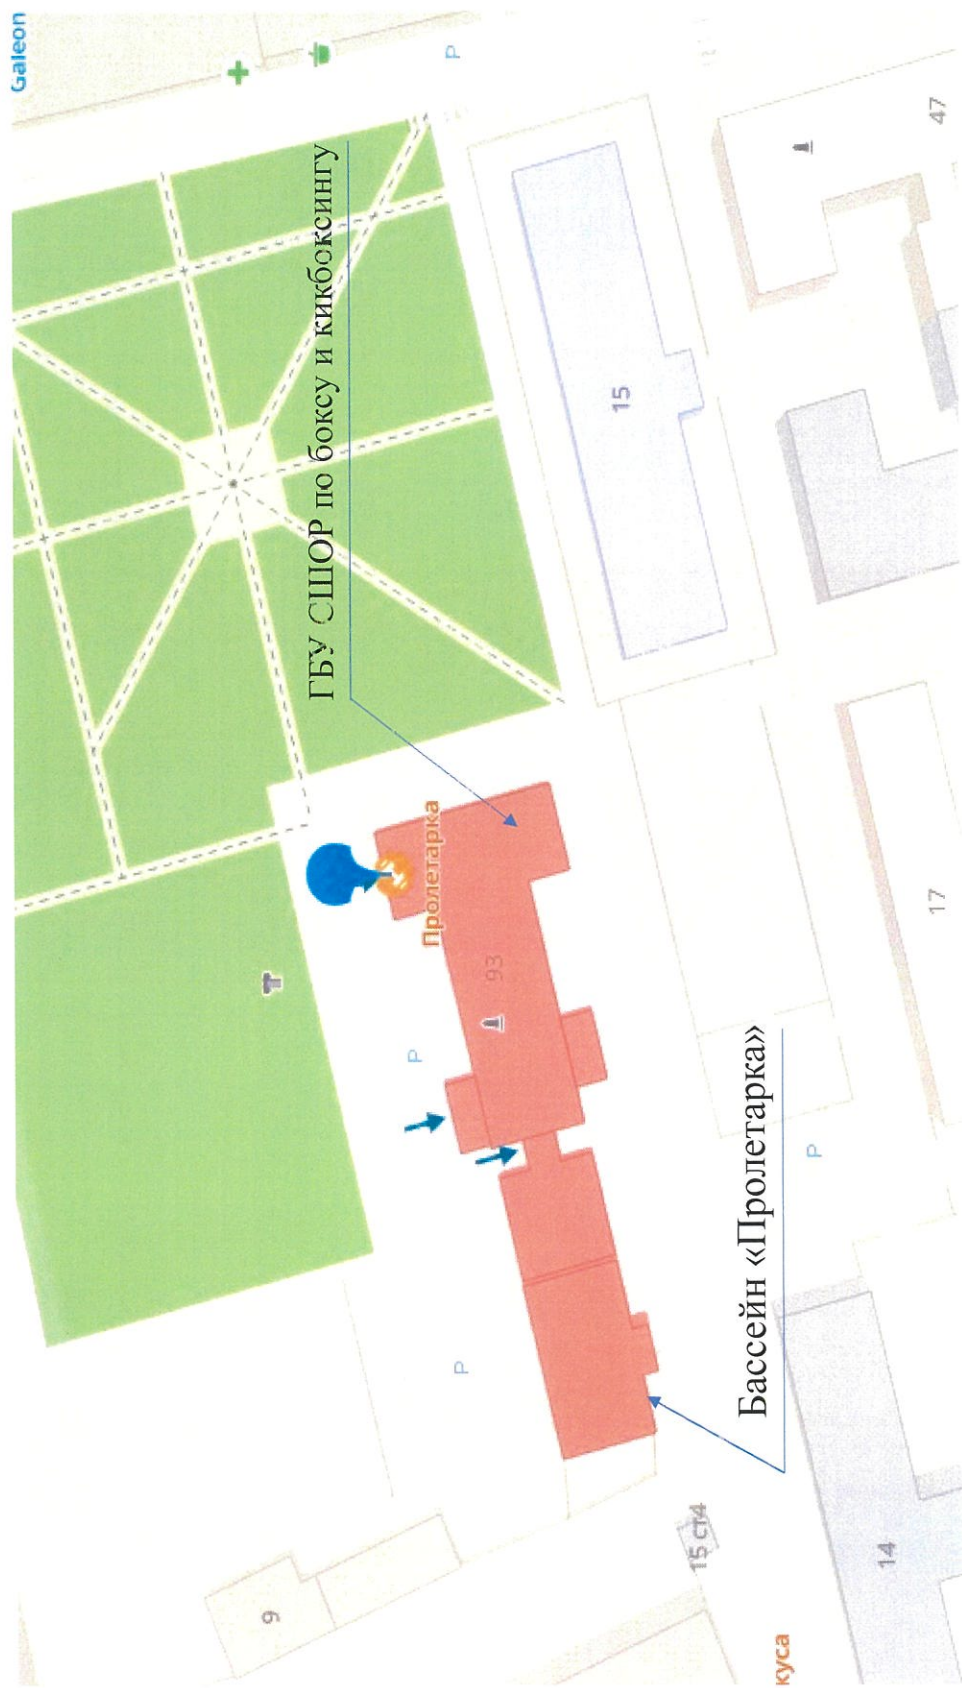 Galeon
P
47
ГБУ СШОР по боксу и кикбоксингу
15
Пролетарка
93
17
P
Бассейн «Пролетарка»
P
P
15 ст4
14
9
куса